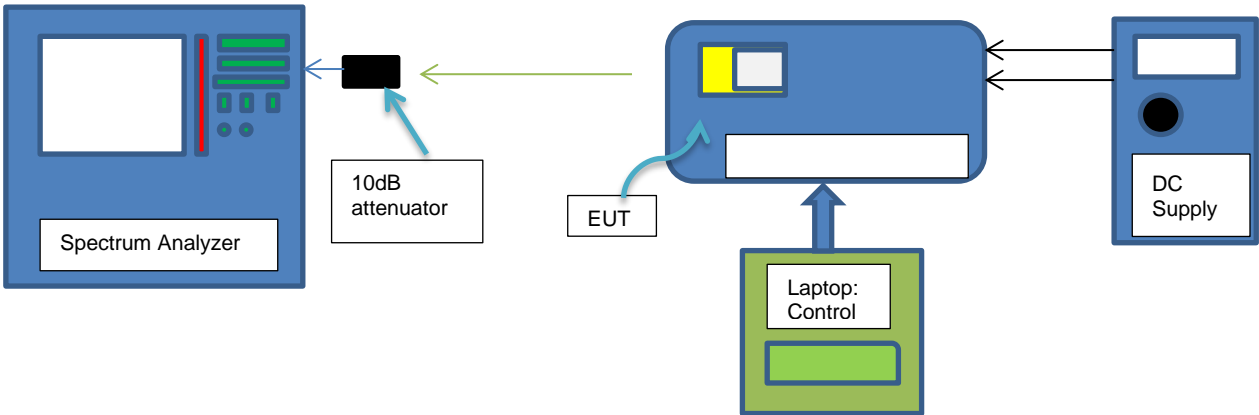 10dB
attenuator
Spectrum Analyzer
EUT
Laptop:
Control
DC
Supply